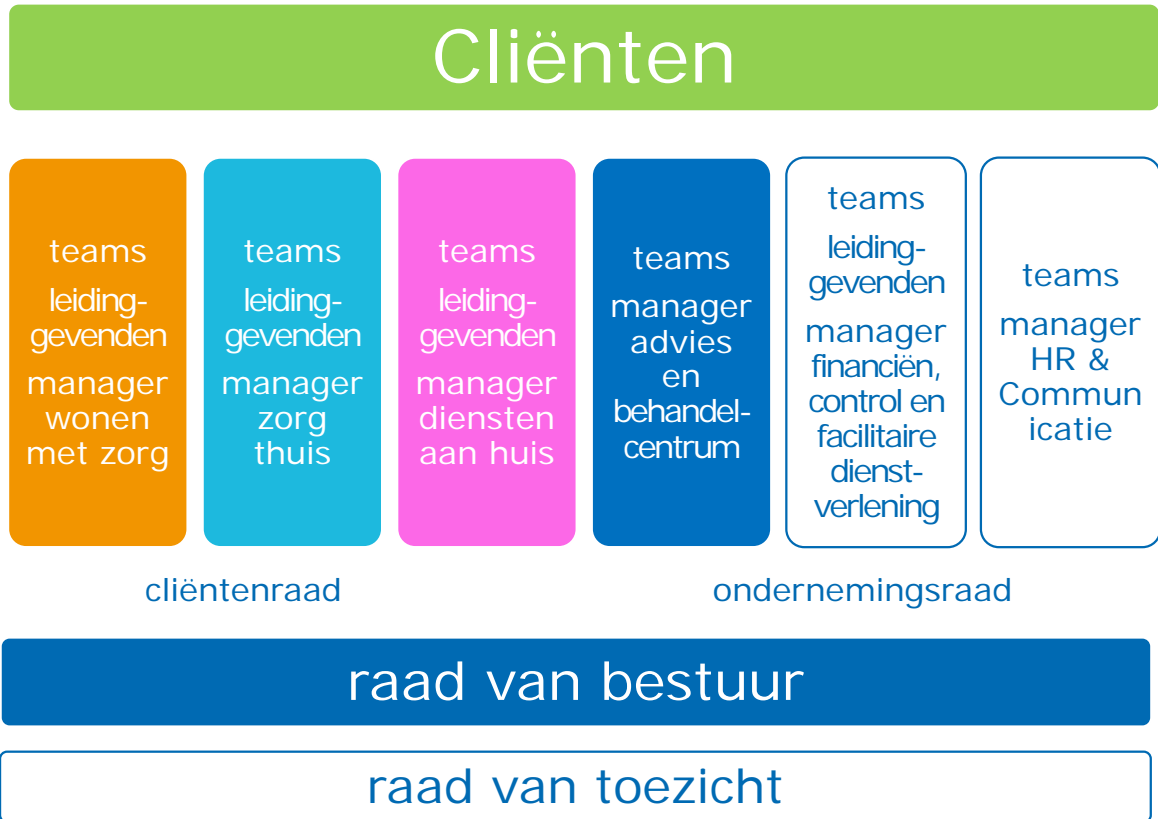 Cliënten
teams
leiding-
gevenden
manager
wonen
met zorg
teams
leiding-
gevenden
manager
zorg
thuis
teams
leiding-
gevenden
manager
diensten
aan huis
teams
manager
advies
en
behandel-
centrum
teams
leiding-
gevenden
manager
financiën,
control en
facilitaire
dienst-
verlening
teams
manager
HR &
Commun
icatie
cliëntenraad
ondernemingsraad
raad van bestuur
raad van toezicht